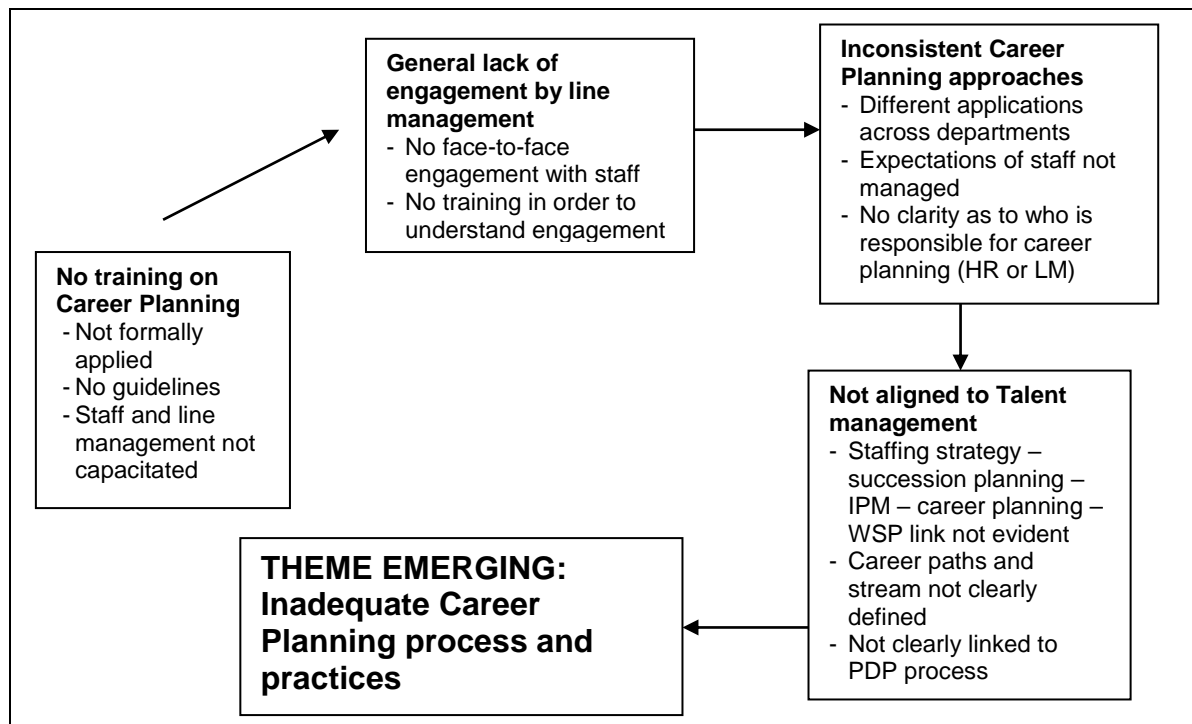 No training on
Career Planning
- Not formally
applied
- No guidelines
- Staff and line
management not
capacitated
General lack of
engagement by line
management
- No face-to-face
engagement with staff
- No training in order to
understand engagement
Inconsistent Career
Planning approaches
- Different applications
across departments
- Expectations of staff not
managed
- No clarity as to who is
responsible for career
planning (HR or LM)
Not aligned to Talent
management
- Staffing strategy –
succession planning –
IPM – career planning –
WSP link not evident
- Career paths and
stream not clearly
defined
- Not clearly linked to
PDP process
THEME EMERGING:
Inadequate Career
Planning process and
practices